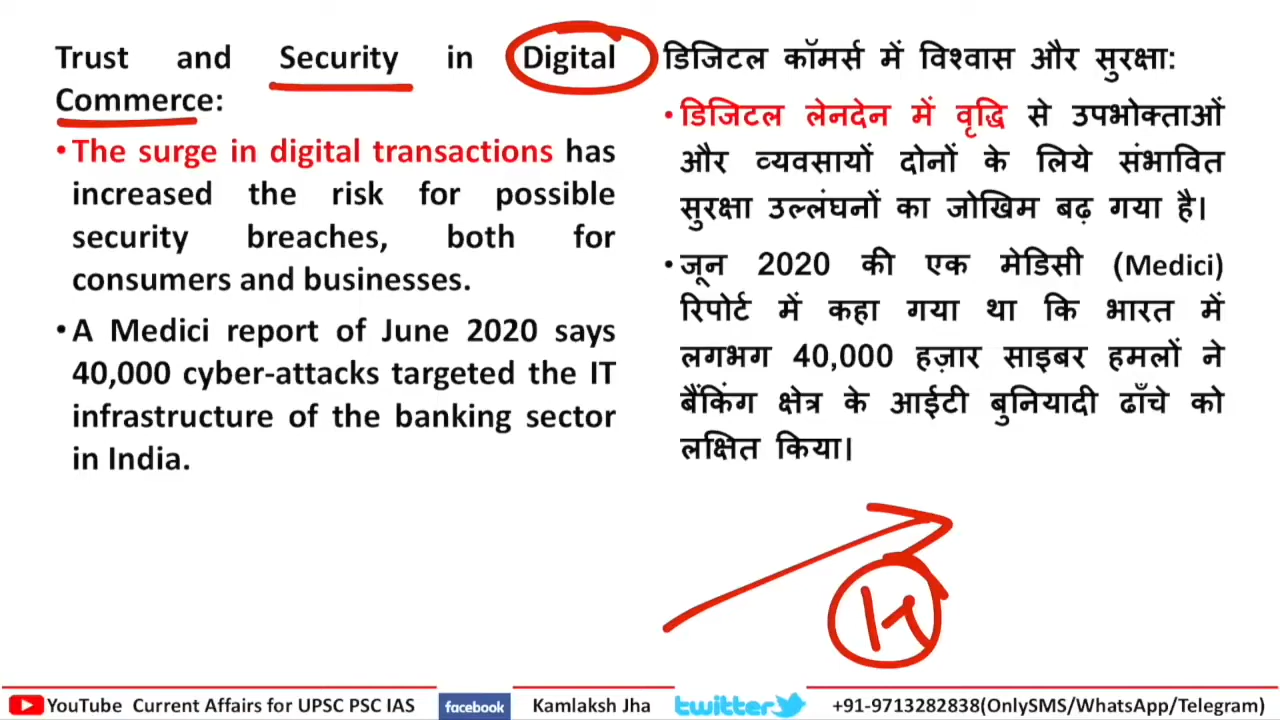 Trust and Security in Digital
Commerce:
• The surge in digital transactions has
increased the risk for possible
security breaches, both for
consumers and businesses.
• A Medici report of June 2020 says
40,000 cyber-attacks targeted the IT
infrastructure of the banking sector
in India.
डिजिटल कॉमर्स में विश्वास और सुरक्षा:
• डिजिटल लेनदेन में वृद्धि से उपभोक्ताओं
और व्यवसायों दोनों के लिये संभावित
सुरक्षा उल्लंघनों का जोखिम बढ़ गया है।
• जून 2020 की एक मेडिसी (Medici)
रिपोर्ट में कहा गया था कि भारत में
लगभग 40,000 हज़ार साइबर हमलों ने
बैंकिंग क्षेत्र के आईटी बुनियादी ढाँचे को
लक्षित किया।
YouTube Current Affairs for UPSC PSC IAS facebook Kamlaksh Jha twitter +91-9713282838(OnlySMS/WhatsApp/Telegram)